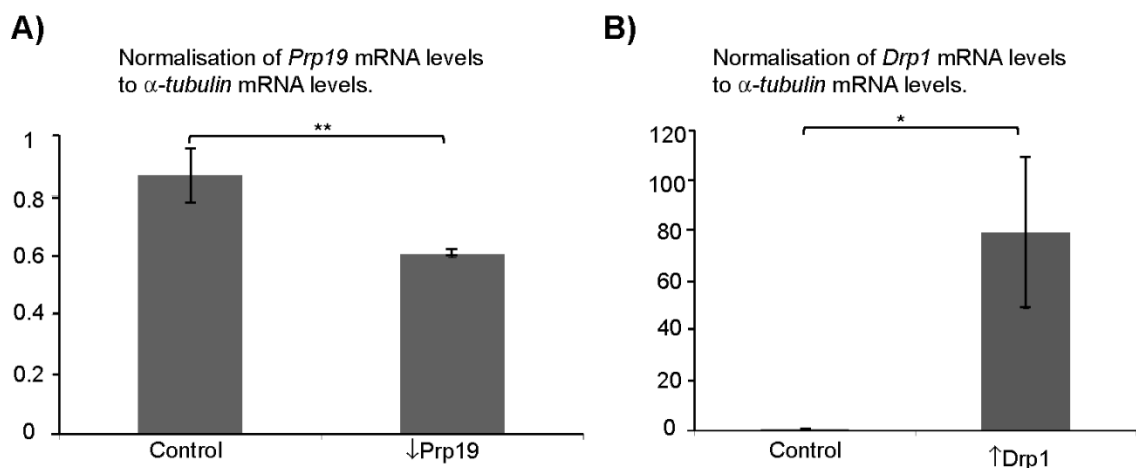 A)
Normalisation of Prp19 mRNA levels
to α-tubulin mRNA levels.
**
1
0.8
0.6
0.4
0.2
0
Control
↓Prp19
B)
Normalisation of Drp1 mRNA levels
to α-tubulin mRNA levels.
*
120
100
80
60
40
20
0
Control
↑Drp1